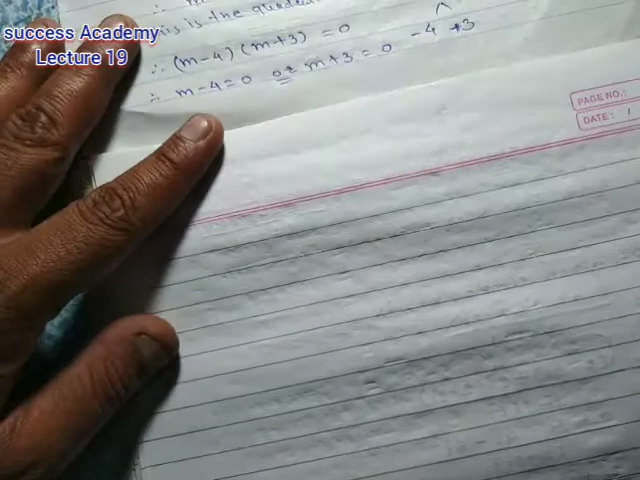 success Academy
Lecture 19
∴ m
is the quadra
∴ (m-4)(m+3) = 0
∴ m-4=0 or m+3=0 -4 +3
PAGE NO.:
DATE: /